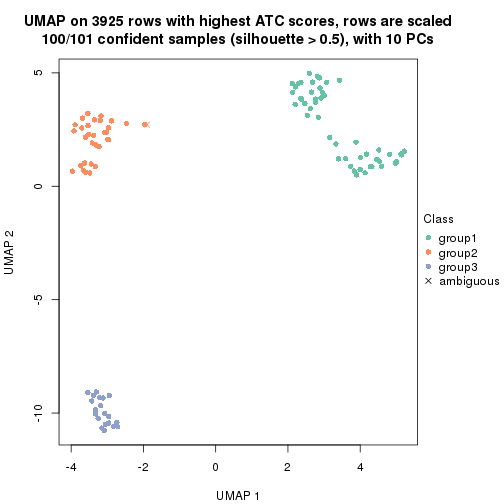 UMAP on 3925 rows with highest ATC scores, rows are scaled
100/101 confident samples (silhouette > 0.5), with 10 PCs
5
0
-5
-10
UMAP 2
-4
-2
0
2
4
UMAP 1
Class
group1
group2
group3
ambiguous